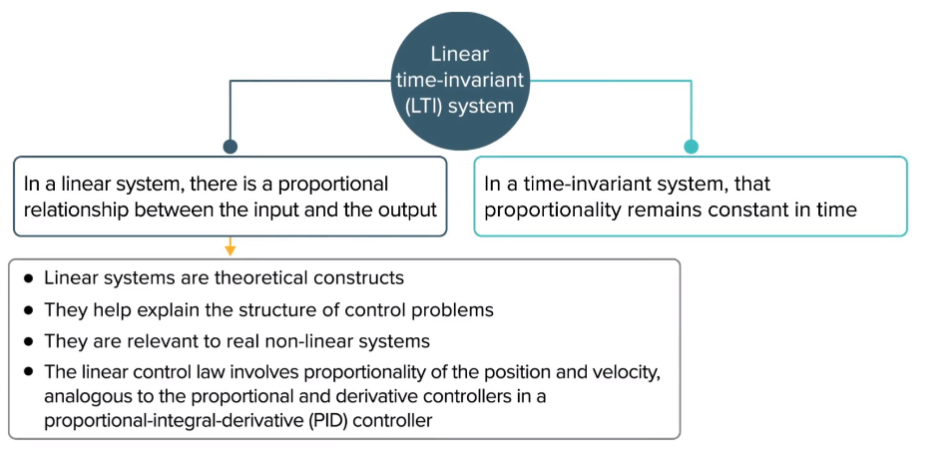 Linear
time-invariant
(LTI) system
In a linear system, there is a proportional
relationship between the input and the output
In a time-invariant system, that
proportionality remains constant in time
● Linear systems are theoretical constructs
● They help explain the structure of control problems
● They are relevant to real non-linear systems
● The linear control law involves proportionality of the position and velocity,
analogous to the proportional and derivative controllers in a
proportional-integral-derivative (PID) controller